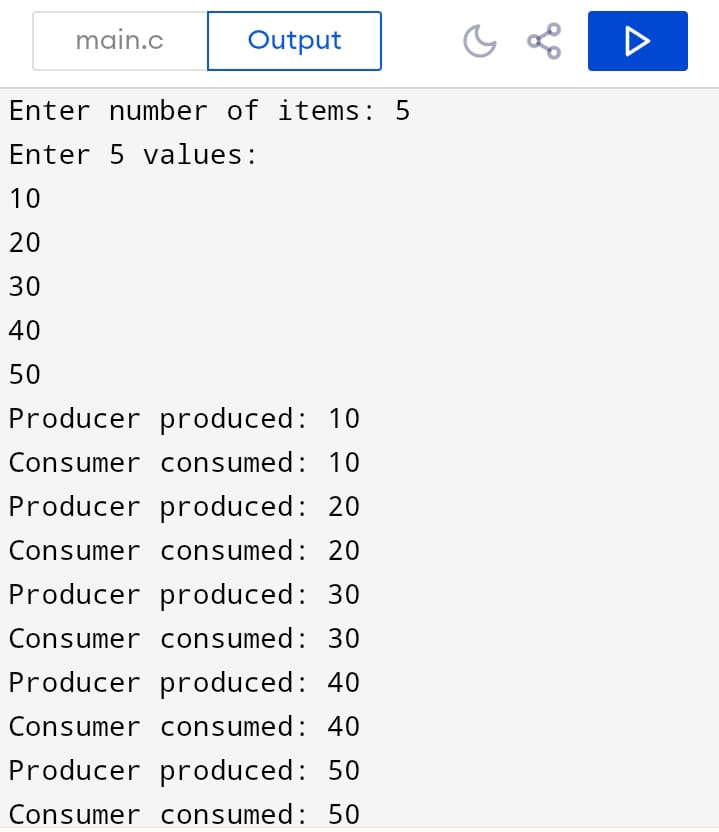 main.c
Output
Enter number of items: 5
Enter 5 values:
10
20
30
40
50
Producer produced: 10
Consumer consumed: 10
Producer produced: 20
Consumer consumed: 20
Producer produced: 30
Consumer consumed: 30
Producer produced: 40
Consumer consumed: 40
Producer produced: 50
Consumer consumed: 50